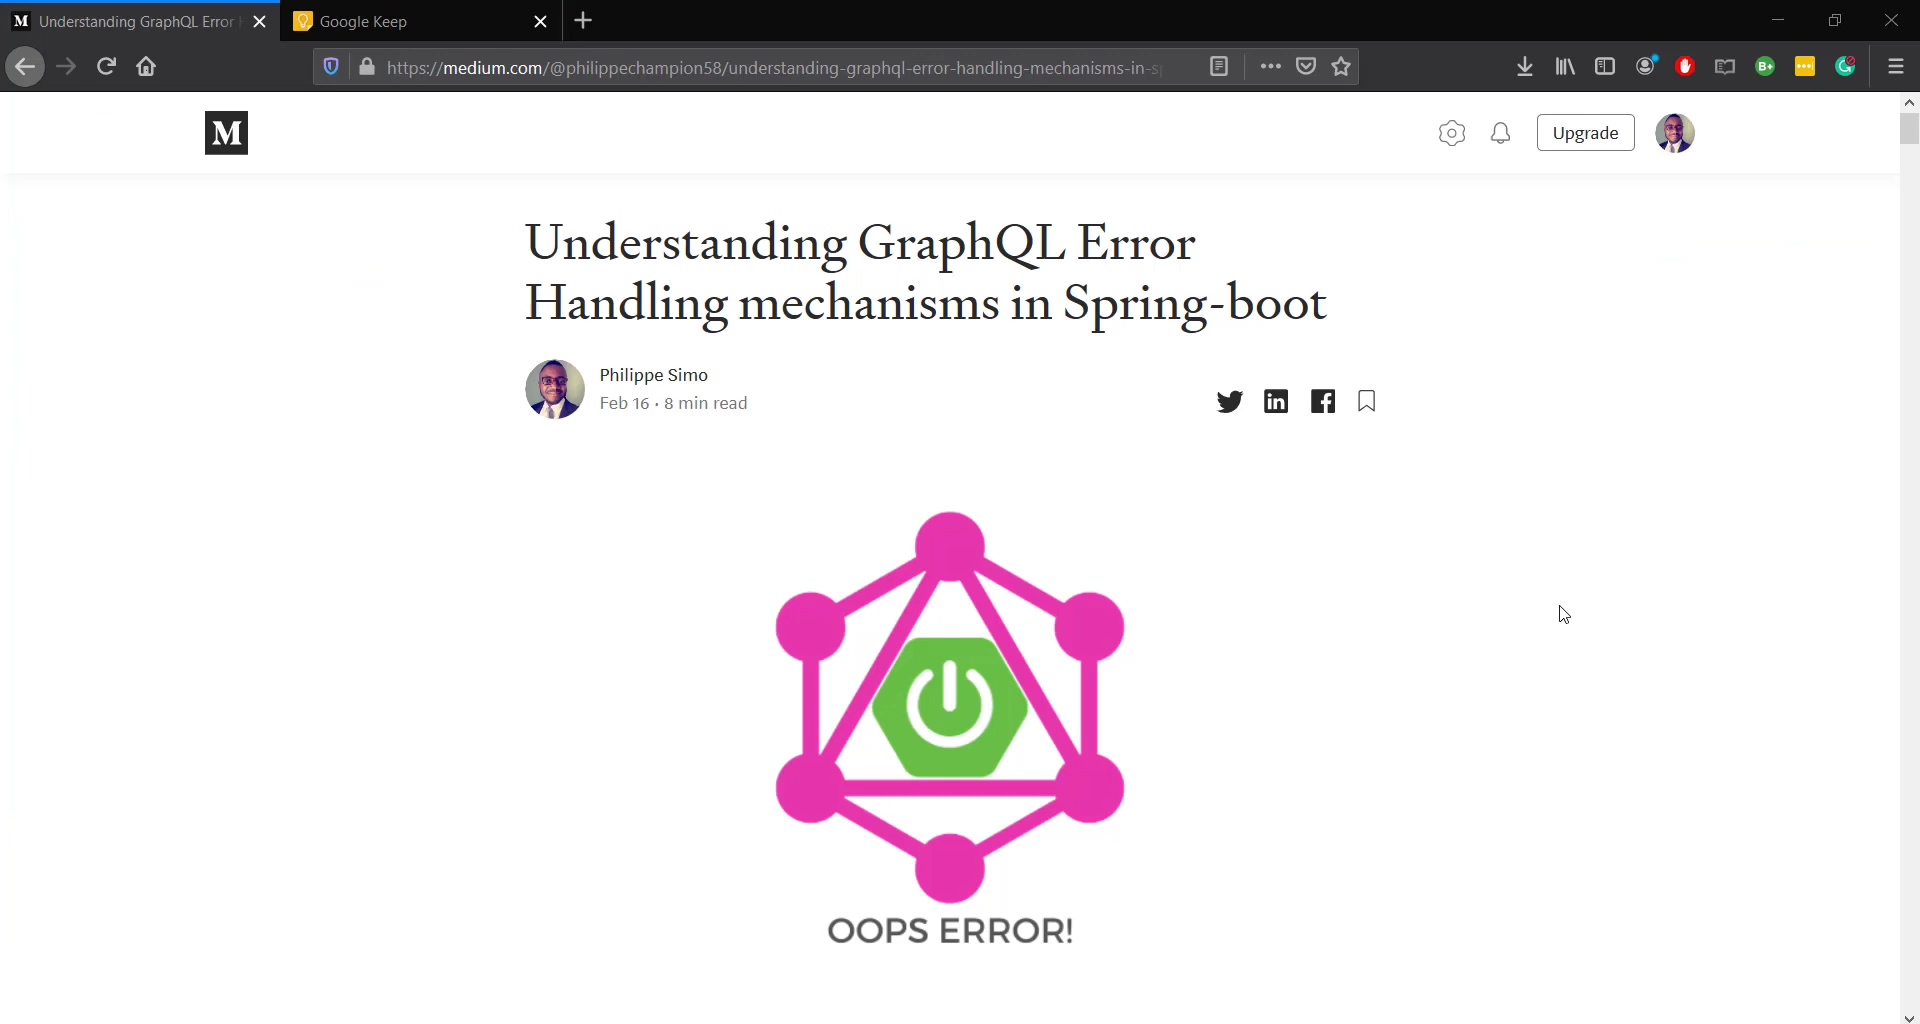 Understanding GraphQL Error
Google Keep
https://medium.com/@philippechampion58/understanding-graphql-error-handling-mechanisms-in-s
B+
M
Upgrade
Understanding GraphQL Error
Handling mechanisms in Spring-boot
Philippe Simo
Feb 16 · 8 min read
in
OOPS ERROR!